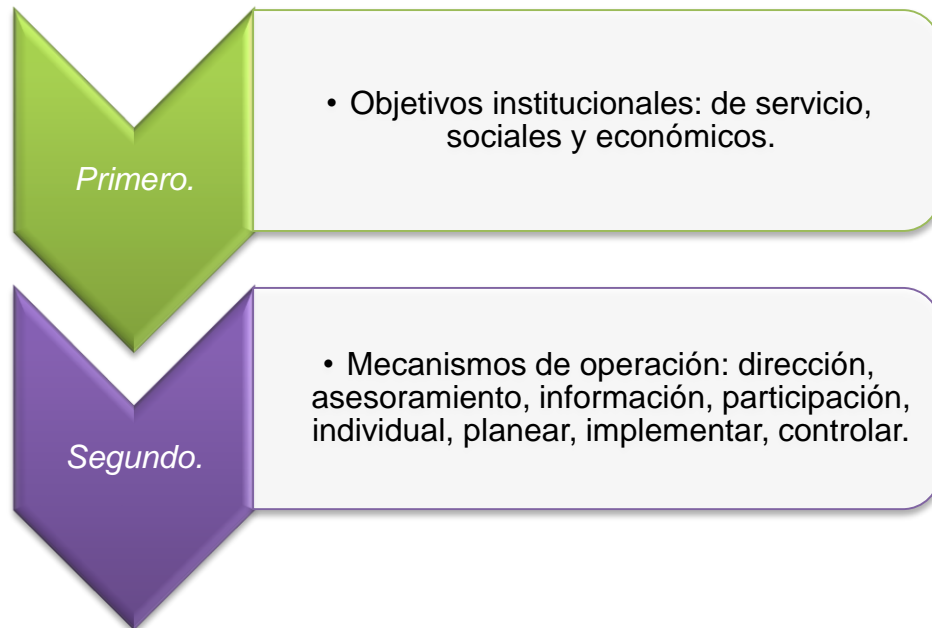 Primero.
• Objetivos institucionales: de servicio,
sociales y económicos.
Segundo.
• Mecanismos de operación: dirección,
asesoramiento, información, participación,
individual, planear, implementar, controlar.